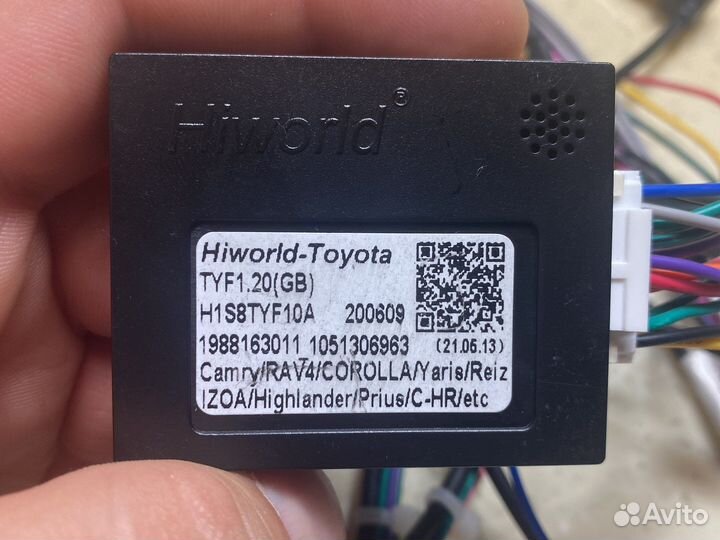 Hiworld®
Hiworld-Toyota
TYF1.20(GB)
H1S8TYF10A 200609
1988163011 1051306963 (21.06.13)
Camry/RAV4/COROLLA/Yaris/Reiz
IZOA/Highlander/Prius/C-HR/etc
Avito